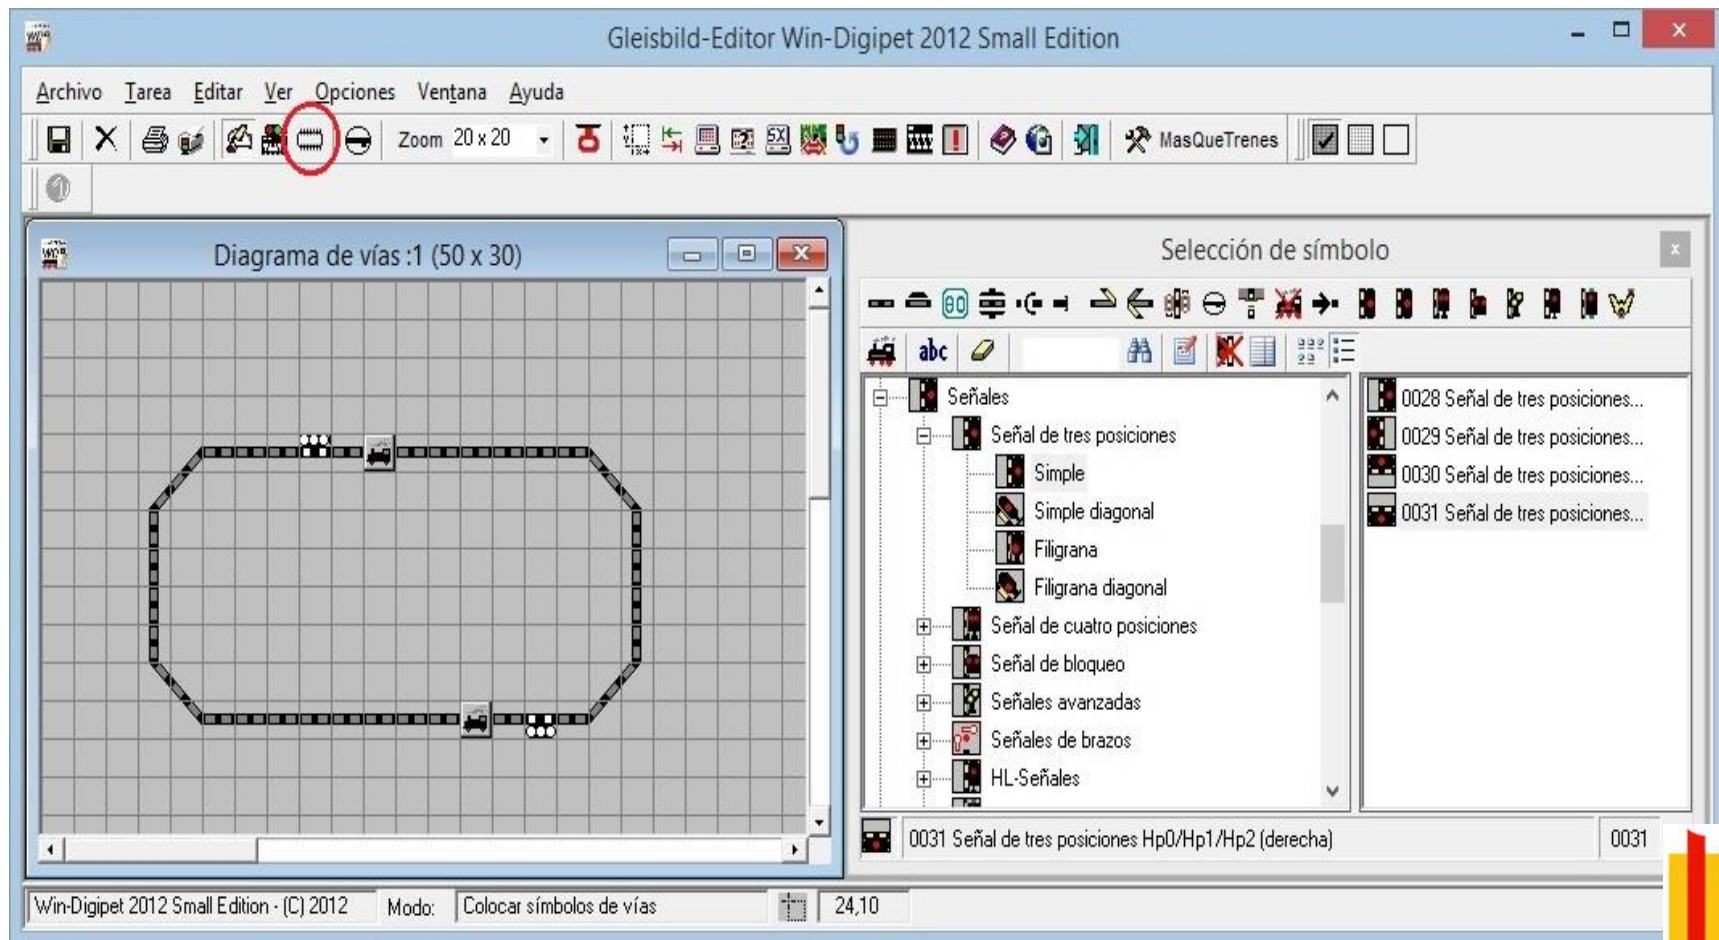 Gleisbild-Editor Win-Digipet 2012 Small Edition
Archivo Tarea Editar Ver Opciones Ventana Ayuda
Zoom 20 x 20 MasQueTrenes
Diagrama de vías :1 (50 x 30)
Selección de símbolo
abc
Señales
Señal de tres posiciones
Simple
Simple diagonal
Filigrana
Filigrana diagonal
Señal de cuatro posiciones
Señal de bloqueo
Señales avanzadas
Señales de brazos
HL-Señales
0028 Señal de tres posiciones...
0029 Señal de tres posiciones...
0030 Señal de tres posiciones...
0031 Señal de tres posiciones...
0031 Señal de tres posiciones Hp0/Hp1/Hp2 (derecha) 0031
Win-Digipet 2012 Small Edition - (C) 2012 Modo: Colocar símbolos de vías 24,10